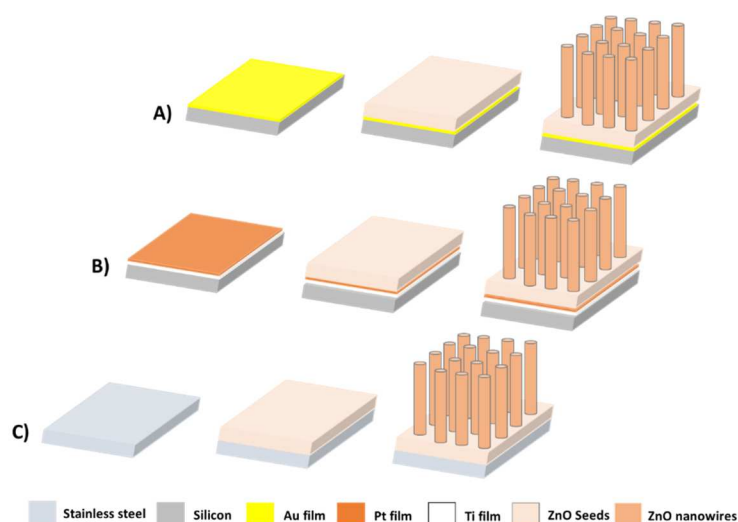 A)
B)
C)
Stainless steel Silicon Au film Pt film Ti film ZnO Seeds ZnO nanowires